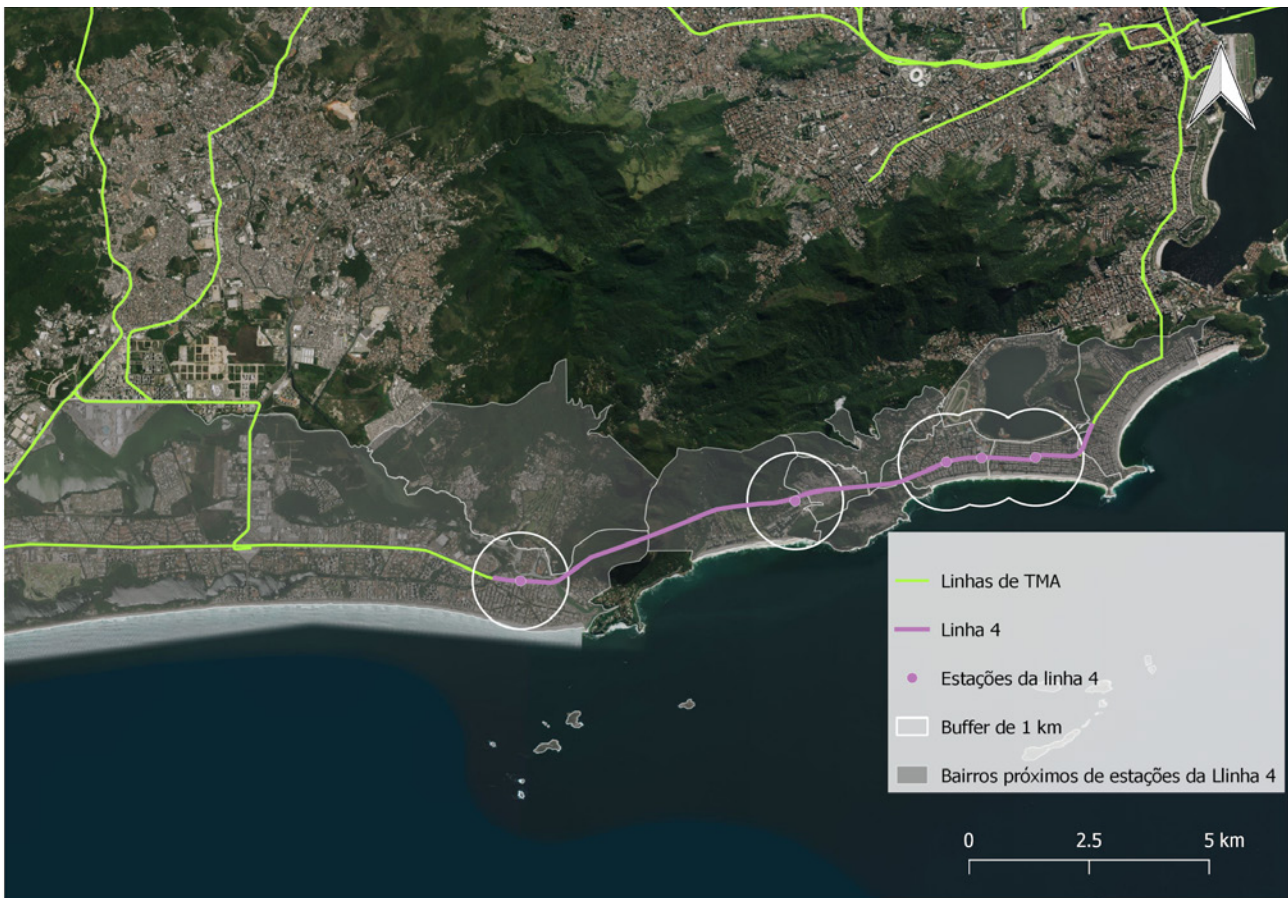 Linhas de TMA
Linha 4
Estações da linha 4
Buffer de 1 km
Bairros próximos de estações da Llinha 4
0 2.5 5 km